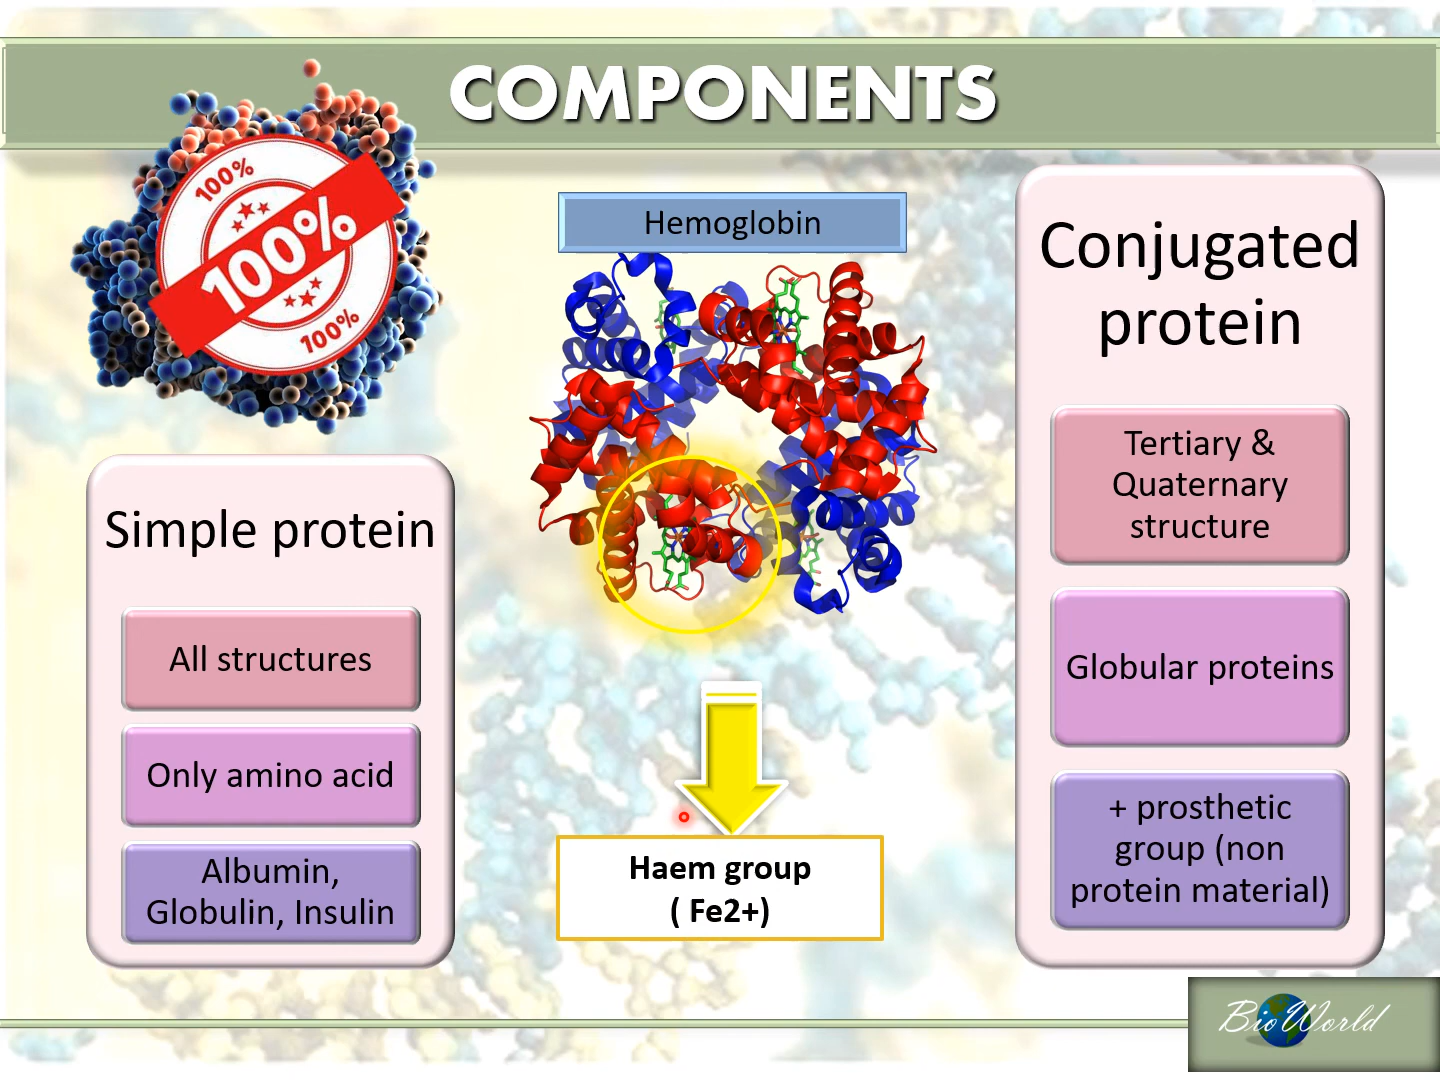 COMPONENTS
100%
100%
100%
Simple protein
All structures
Only amino acid
Albumin,
Globulin, Insulin
Hemoglobin
Haem group
( Fe2+)
Conjugated
protein
Tertiary &
Quaternary
structure
Globular proteins
+ prosthetic
group (non
protein material)
BioWorld